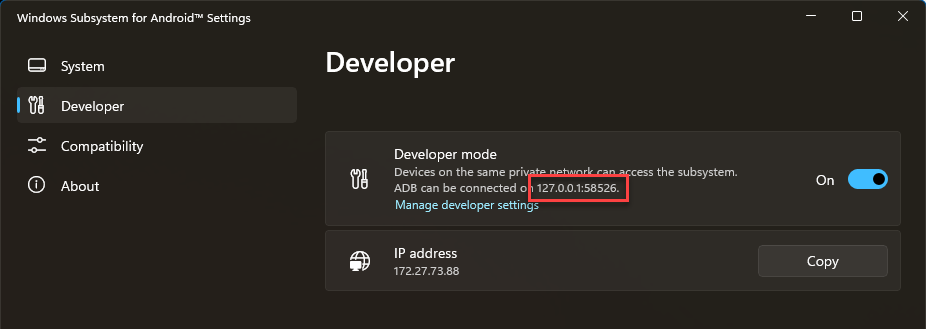 Windows Subsystem for Android™ Settings
System
Developer
Compatibility
About
Developer
Developer mode
Devices on the same private network can access the subsystem.
ADB can be connected on 127.0.0.1:58526.
Manage developer settings
On
IP address
172.27.73.88
Copy